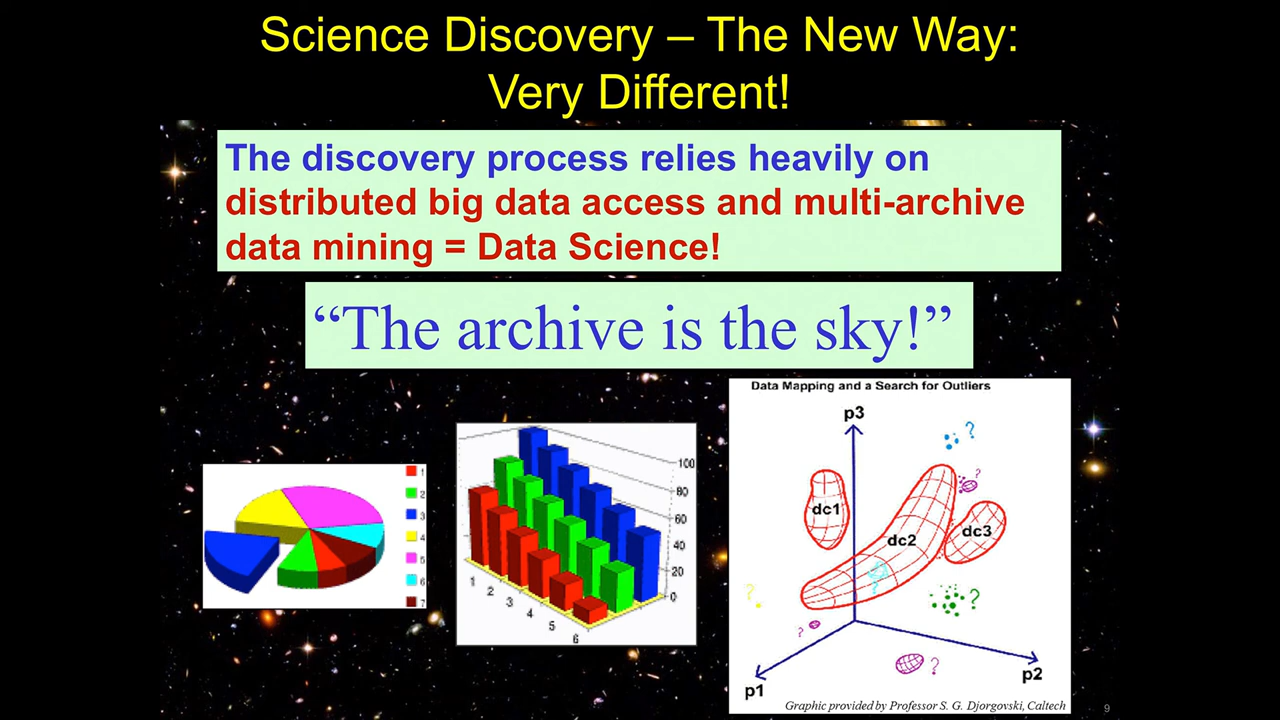 Science Discovery – The New Way:
Very Different!
The discovery process relies heavily on
distributed big data access and multi-archive
data mining = Data Science!
“The archive is the sky!”
1
2
3
4
5
6
7
100
80
60
40
20
0
1
2
3
4
5
6
Data Mapping and a Search for Outliers
p3
?
?
dc1
dc2
dc3
?
?
?
?
?
p1
p2
Graphic provided by Professor S. G. Djorgovski, Caltech
9